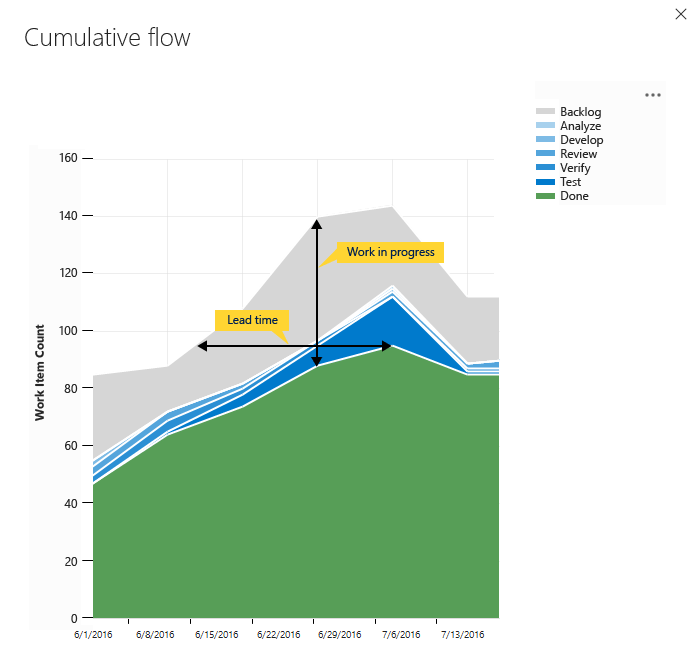 Cumulative flow
Backlog
Analyze
Develop
Review
Verify
Test
Done
160
140
120
100
80
60
40
20
0
Work Item Count
Work in progress
Lead time
6/1/2016 6/8/2016 6/15/2016 6/22/2016 6/29/2016 7/6/2016 7/13/2016